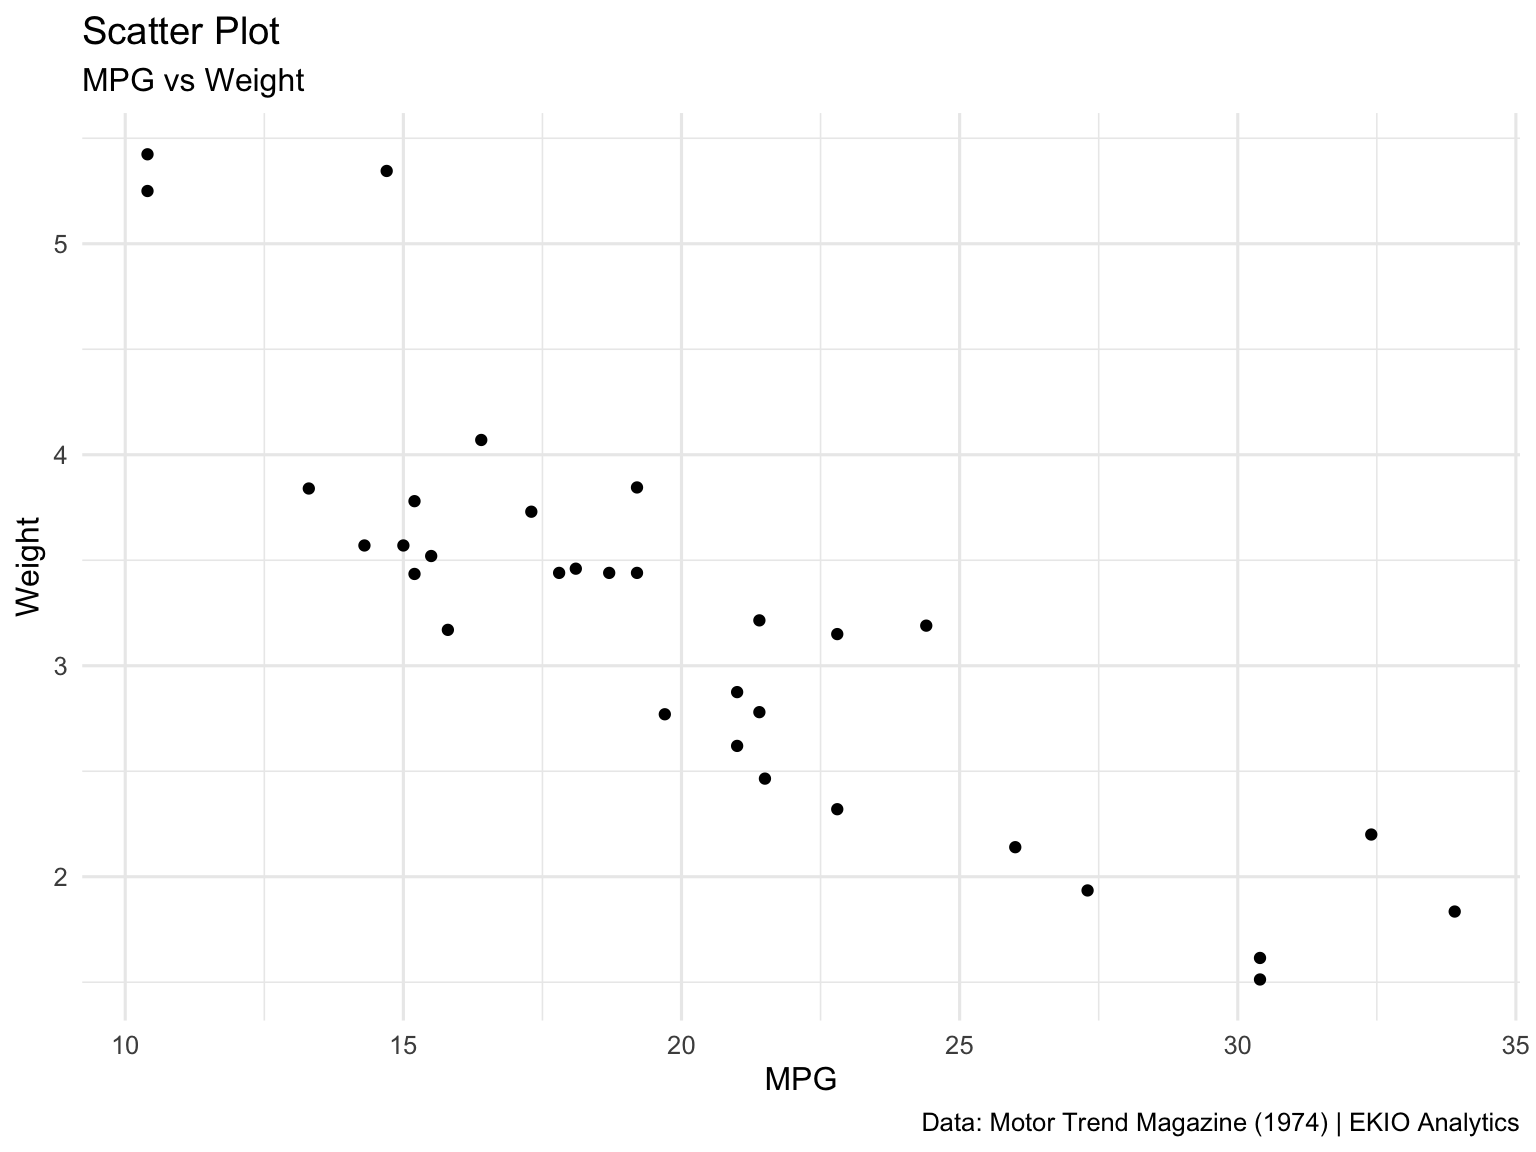 Scatter Plot
MPG vs Weight
Weight
5
4
3
2
10 15 20 25 30 35
MPG
Data: Motor Trend Magazine (1974) | EKIO Analytics